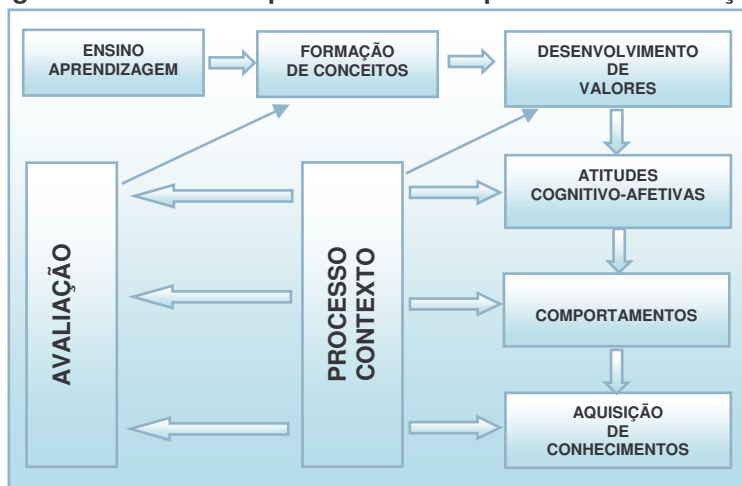 ENSINO
APRENDIZAGEM
FORMAÇÃO
DE CONCEITOS
DESENVOLVIMENTO
DE
VALORES
ATITUDES
COGNITIVO-AFETIVAS
AVALIAÇÃO
PROCESSO
CONTEXTO
COMPORTAMENTOS
AQUISIÇÃO
DE
CONHECIMENTOS